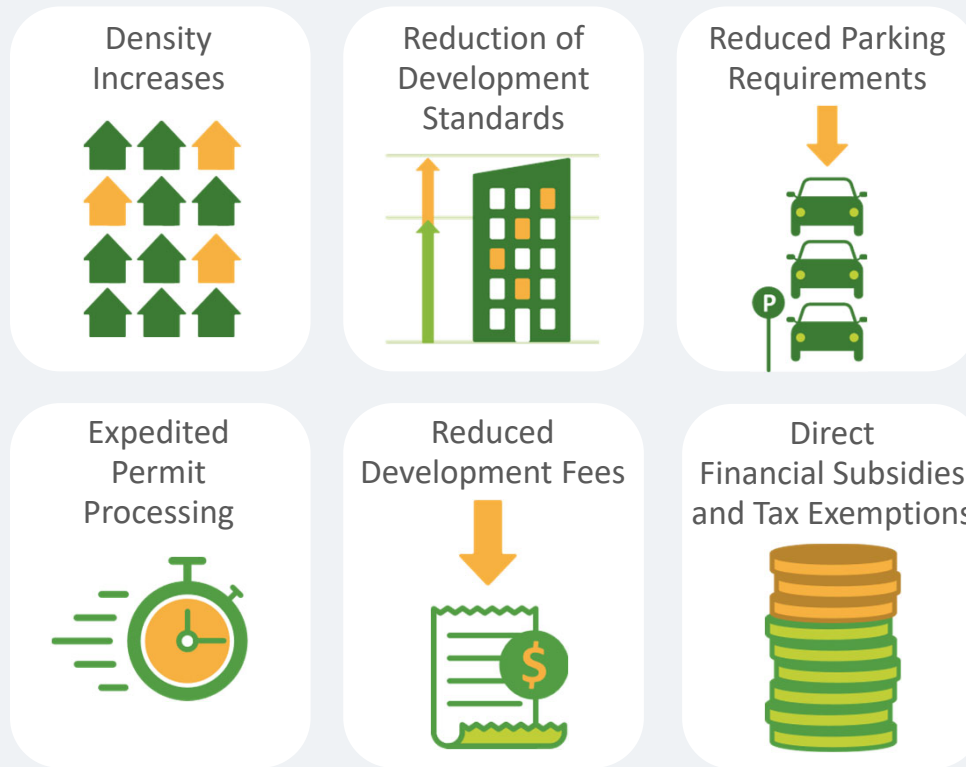 Density
Increases
Reduction of
Development
Standards
Reduced Parking
Requirements
P
Expedited
Permit
Processing
Reduced
Development Fees
$
Direct
Financial Subsidies
and Tax Exemptions